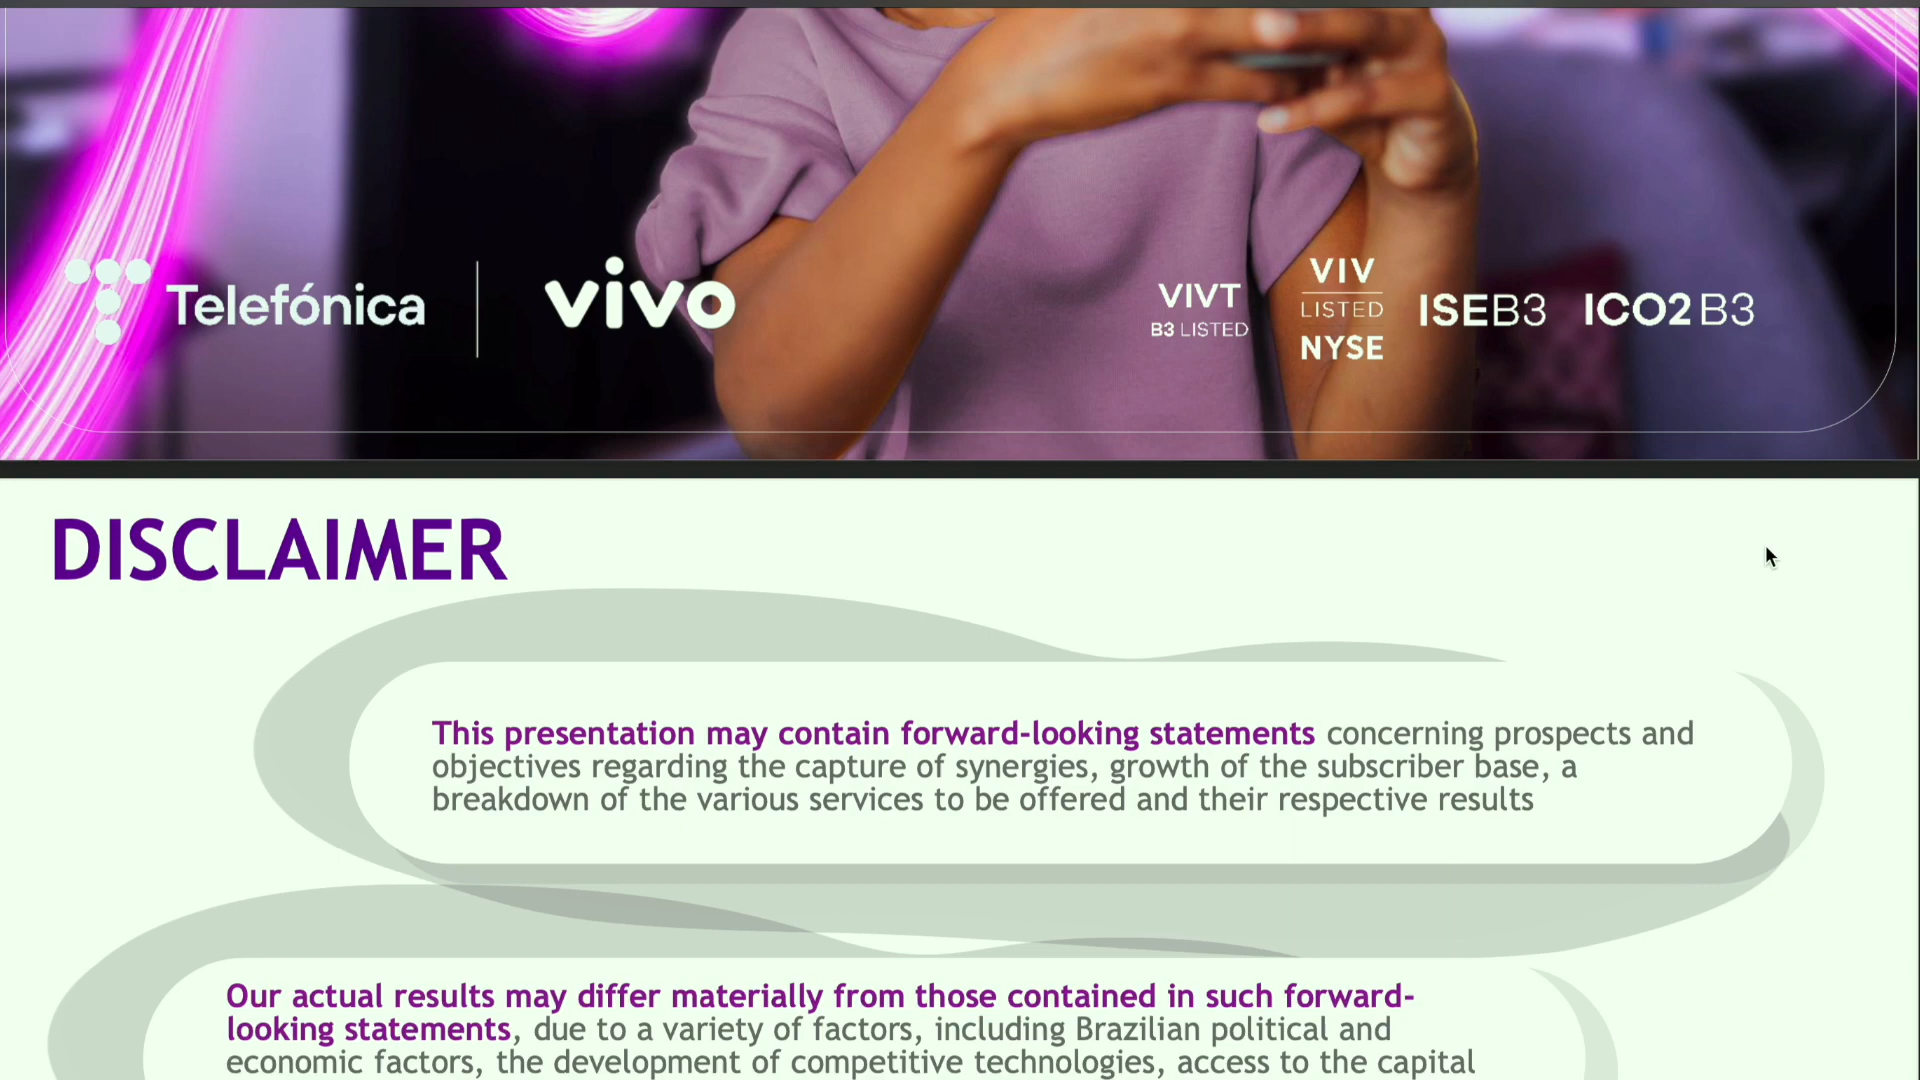 Telefónica
vivo
VIVT
B3 LISTED
VIV
LISTED
NYSE
ISEB3
ICO2 B3
DISCLAIMER
This presentation may contain forward-looking statements concerning prospects and
objectives regarding the capture of synergies, growth of the subscriber base, a
breakdown of the various services to be offered and their respective results
Our actual results may differ materially from those contained in such forward-
looking statements, due to a variety of factors, including Brazilian political and
economic factors, the development of competitive technologies, access to the capital